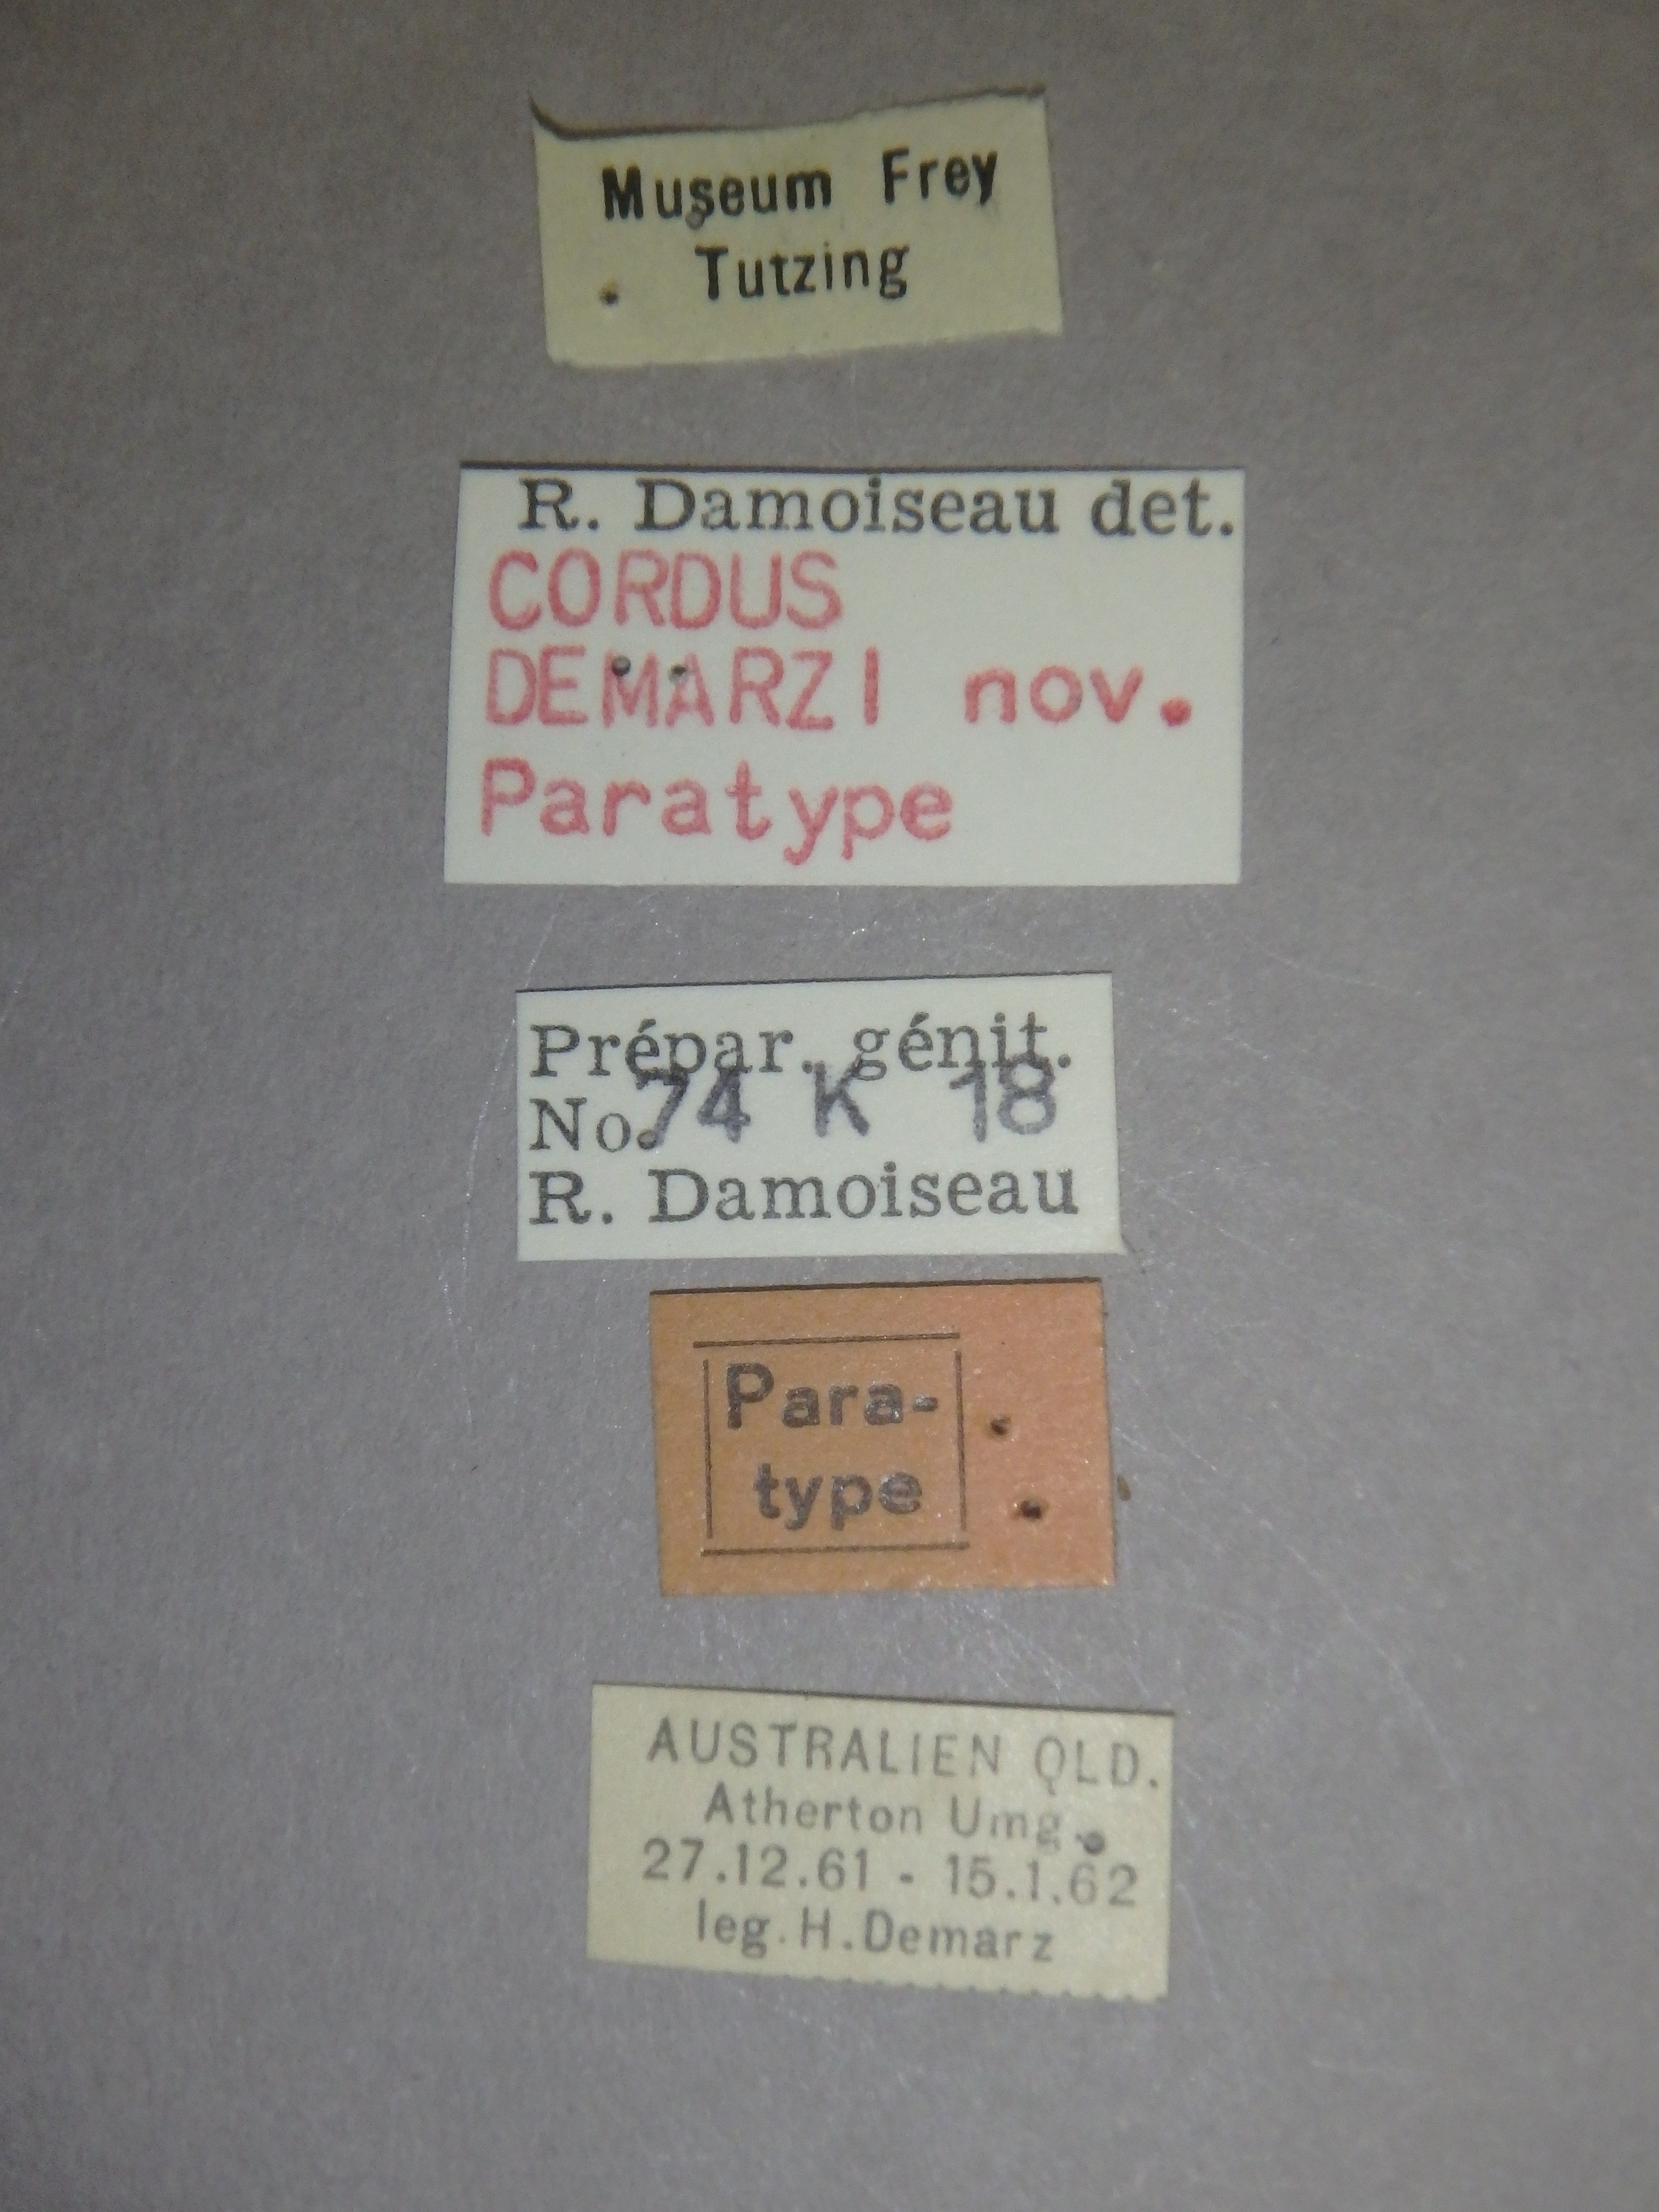 Museum Frey
Tutzing
R. Damoiseau det.
CORDUS
DEMARZI nov.
Paratype
Prépar. génit.
No. 74 K 18
R. Damoiseau
Para-
type
AUSTRALIEN QLD.
Atherton Umg.
27.12.61 - 15.1.62
leg. H. Demarz